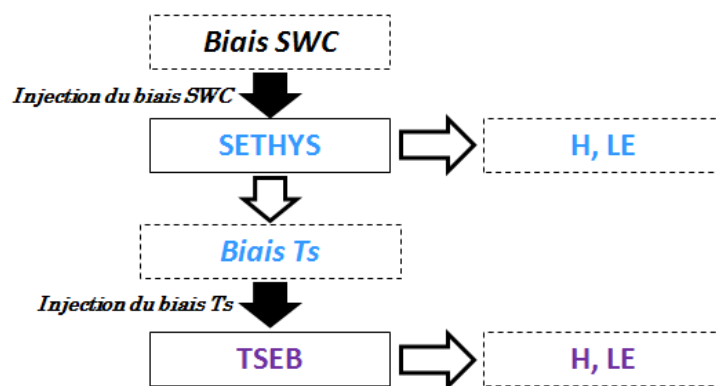 Biais SWC
Injection du biais SWC
SETHYS
H, LE
Biais Ts
Injection du biais Ts
TSEB
H, LE